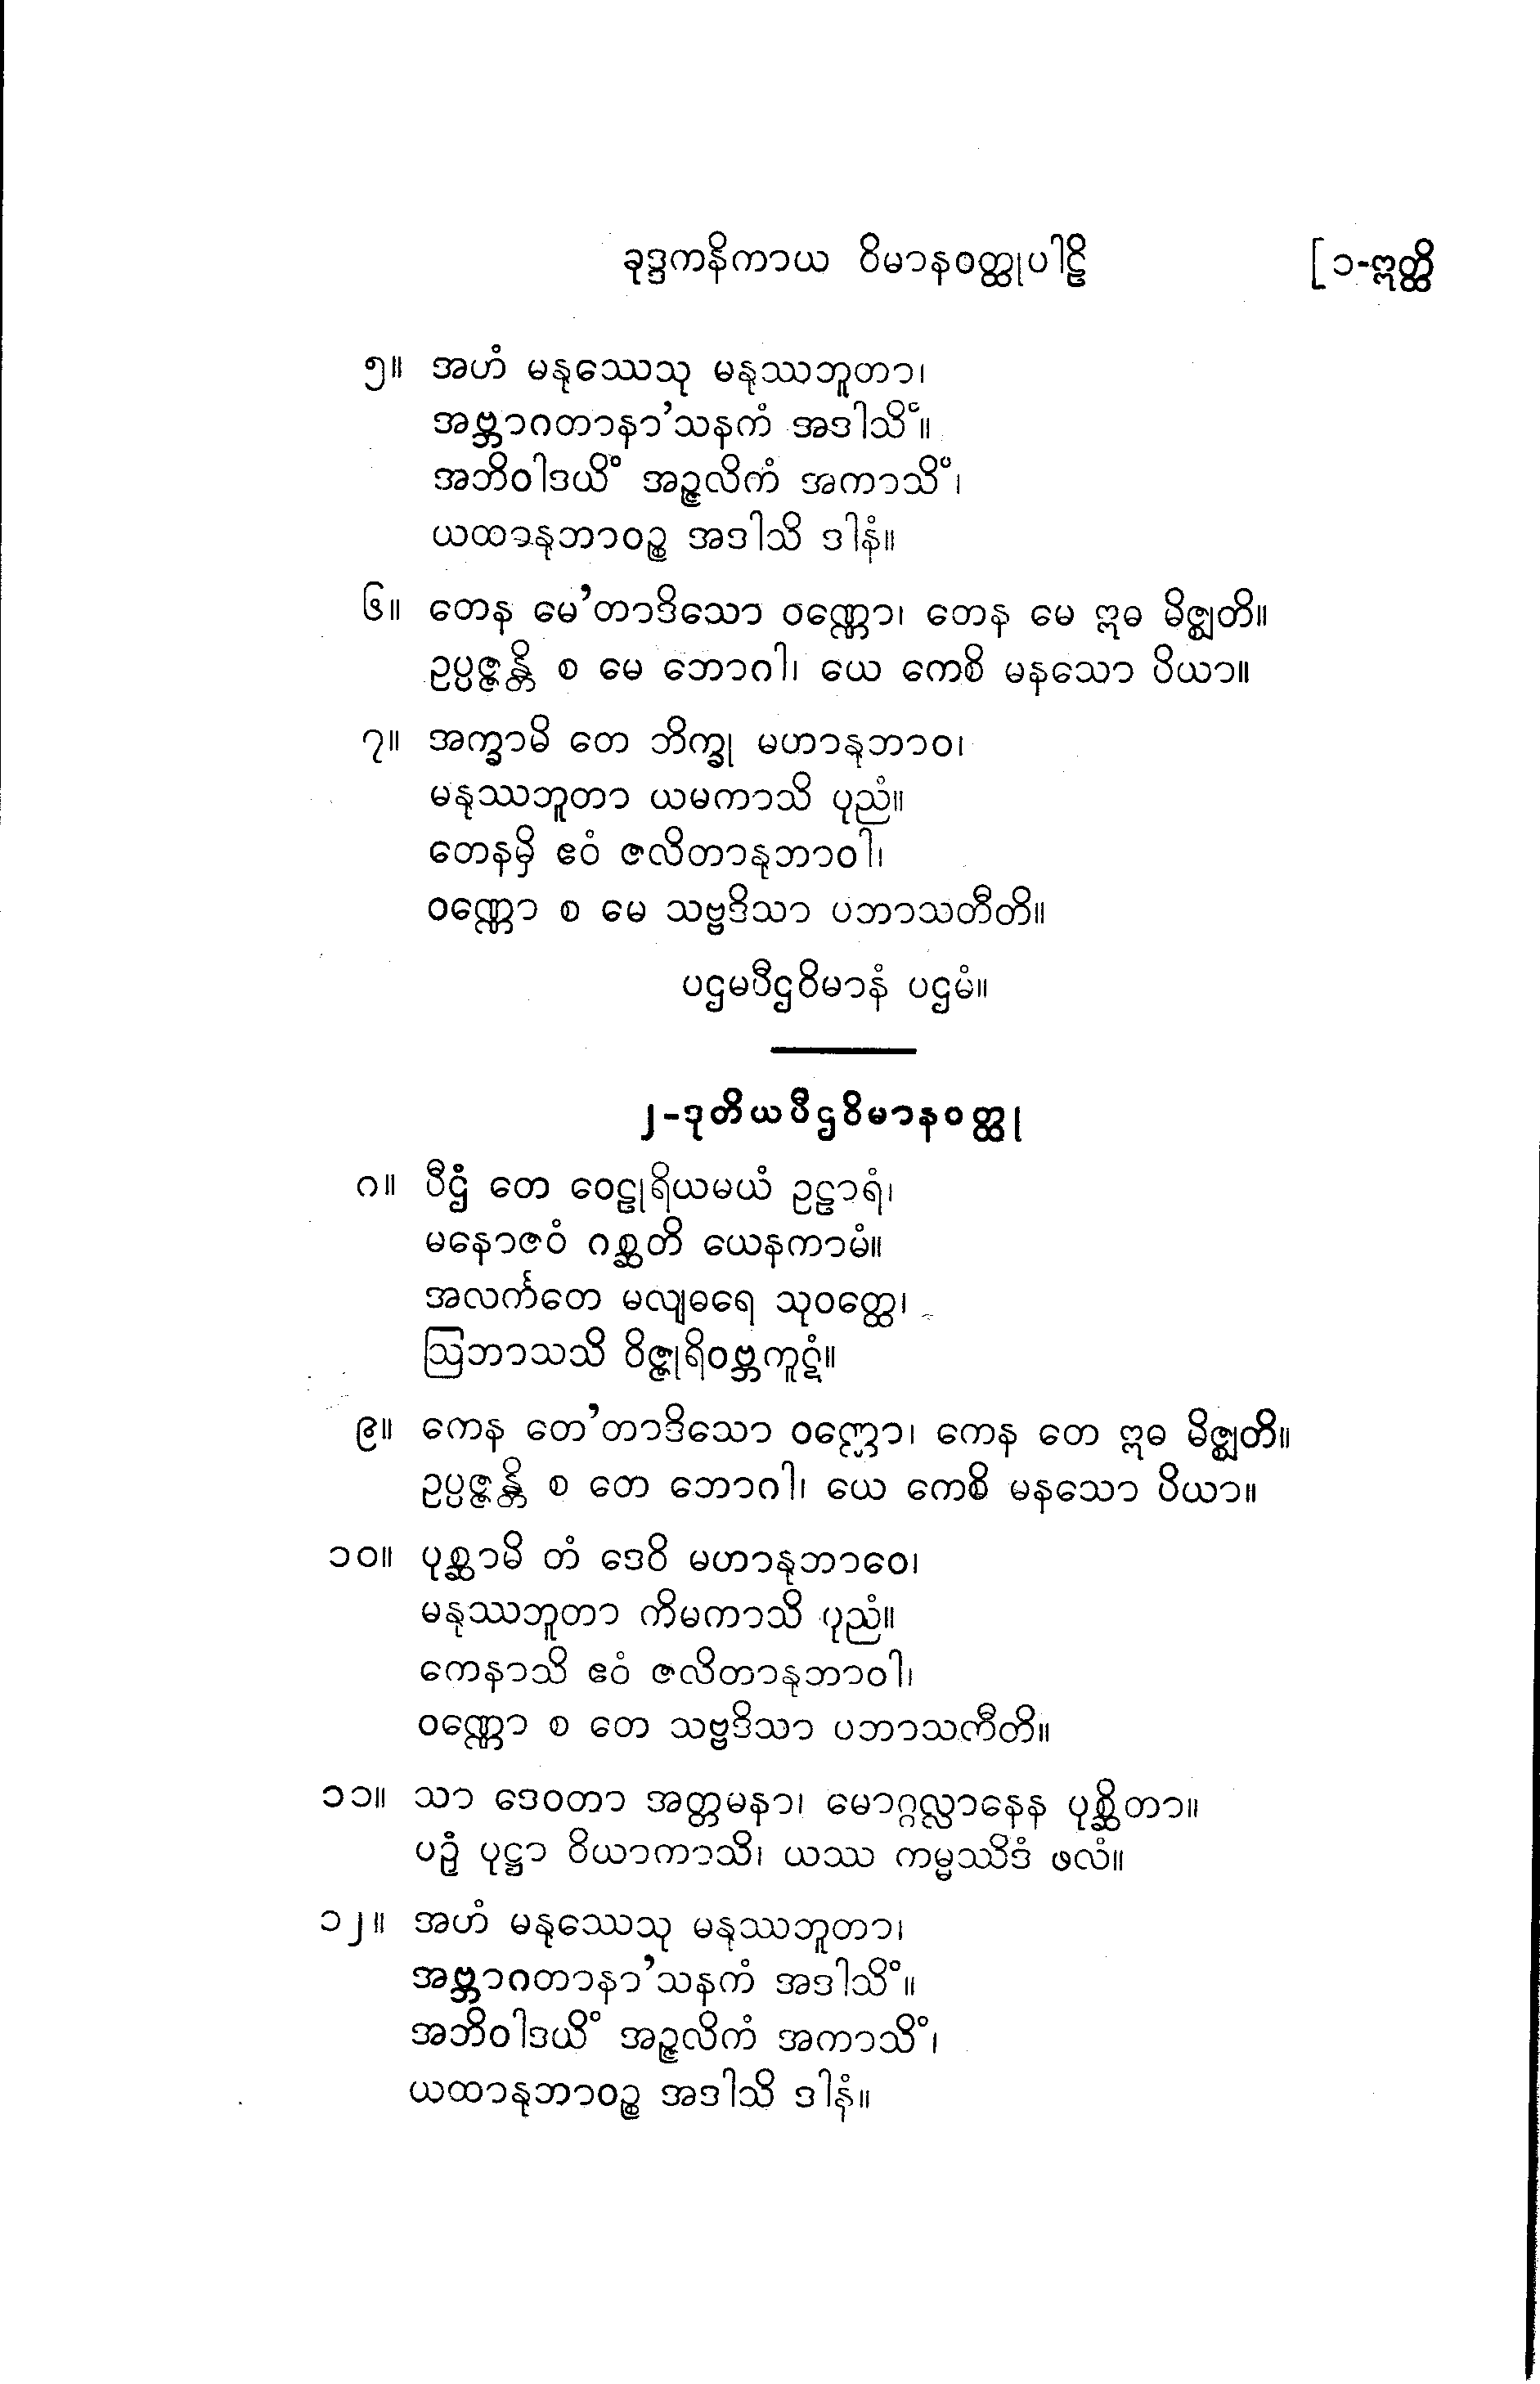 ခုဒ္ဒကနိကာယ ဝိမာနဝတ္ထုပါဠိ [ ၁-ဣတ္ထိ
၅။ အဟံ မနုဿေသု မနုဿဘူတာ၊
အဗ္ဘာဂတာနာ’သနကံ အဒါသိံ။
အဘိဝါဒယိံ အဉ္ဇလိကံ အကာသိံ၊
ယထာနုဘာဝဉ္စ အဒါသိ ဒါနံ။
၆။ တေန မေ’တာဒိသော ဝဏ္ဏော၊ တေန မေ ဣဓ မိဇ္ဈတိ။
ဥပ္ပဇ္ဇန္တိ စ မေ ဘောဂါ၊ ယေ ကေစိ မနသော ပိယာ။
၇။ အက္ခာမိ တေ ဘိက္ခု မဟာနုဘာဝ၊
မနုဿဘူတာ ယမကာသိ ပုညံ။
တေနမှိ ဧဝံ ဇလိတာနုဘာဝါ၊
ဝဏ္ဏော စ မေ သဗ္ဗဒိသာ ပဘာသတီတိ။
ပဌမပီဌဝိမာနံ ပဌမံ။
၂-ဒုတိယပီဌဝိမာနဝတ္ထု
ဂ။ ပီဌံ တေ ဝေဠုရိယမယံ ဥဠာရံ၊
မနောဇဝံ ဂစ္ဆတိ ယေနကာမံ။
အလင်္ကတေ မလျဓရေ သုဝတ္ထေ၊
ဩဘာသသိ ဝိဇ္ဇုရိဝဗ္ဘကူဋံ။
၉။ ကေန တေ’တာဒိသော ဝဏ္ဏော၊ ကေန တေ ဣဓ မိဇ္ဈတိ။
ဥပ္ပဇ္ဇန္တိ စ တေ ဘောဂါ၊ ယေ ကေစိ မနသော ပိယာ။
၁၀။ ပုစ္ဆာမိ တံ ဒေဝိ မဟာနုဘာဝေ၊
မနုဿဘူတာ ကိမကာသိ ပုညံ။
ကေနာသိ ဧဝံ ဇလိတာနုဘာဝါ၊
ဝဏ္ဏော စ တေ သဗ္ဗဒိသာ ပဘာသတီတိ။
၁၁။ သာ ဒေဝတာ အတ္တမနာ၊ မောဂ္ဂလ္လာနေန ပုစ္ဆိတာ။
ပဉှံ ပုဋ္ဌာ ဝိယာကာသိ၊ ယဿ ကမ္မဿိဒံ ဖလံ။
၁၂။ အဟံ မနုဿေသု မနုဿဘူတာ၊
အဗ္ဘာဂတာနာ’သနကံ အဒါသိံ။
အဘိဝါဒယိံ အဉ္ဇလိကံ အကာသိံ၊
ယထာနုဘာဝဉ္စ အဒါသိ ဒါနံ။